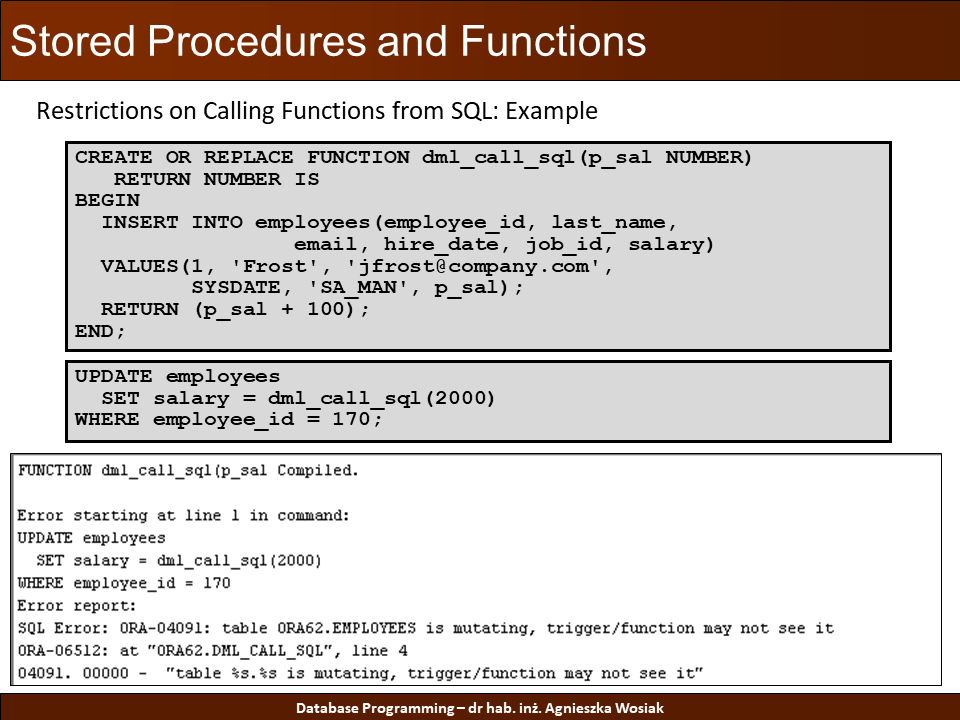 Stored Procedures and Functions
Restrictions on Calling Functions from SQL: Example
CREATE OR REPLACE FUNCTION dml_call_sql(p_sal NUMBER)
   RETURN NUMBER IS
BEGIN
  INSERT INTO employees(employee_id, last_name,
                 email, hire_date, job_id, salary)
  VALUES(1, 'Frost', 'jfrost@company.com',
         SYSDATE, 'SA_MAN', p_sal);
  RETURN (p_sal + 100);
END;
UPDATE employees
  SET salary = dml_call_sql(2000)
WHERE employee_id = 170;
FUNCTION dml_call_sql(p_sal Compiled.
Error starting at line 1 in command:
UPDATE employees
  SET salary = dml_call_sql(2000)
WHERE employee_id = 170
Error report:
SQL Error: ORA-04091: table ORA62.EMPLOYEES is mutating, trigger/function may not see it
ORA-06512: at "ORA62.DML_CALL_SQL", line 4
04091. 00000 -  "table %s.%s is mutating, trigger/function may not see it"
Database Programming – dr hab. inż. Agnieszka Wosiak